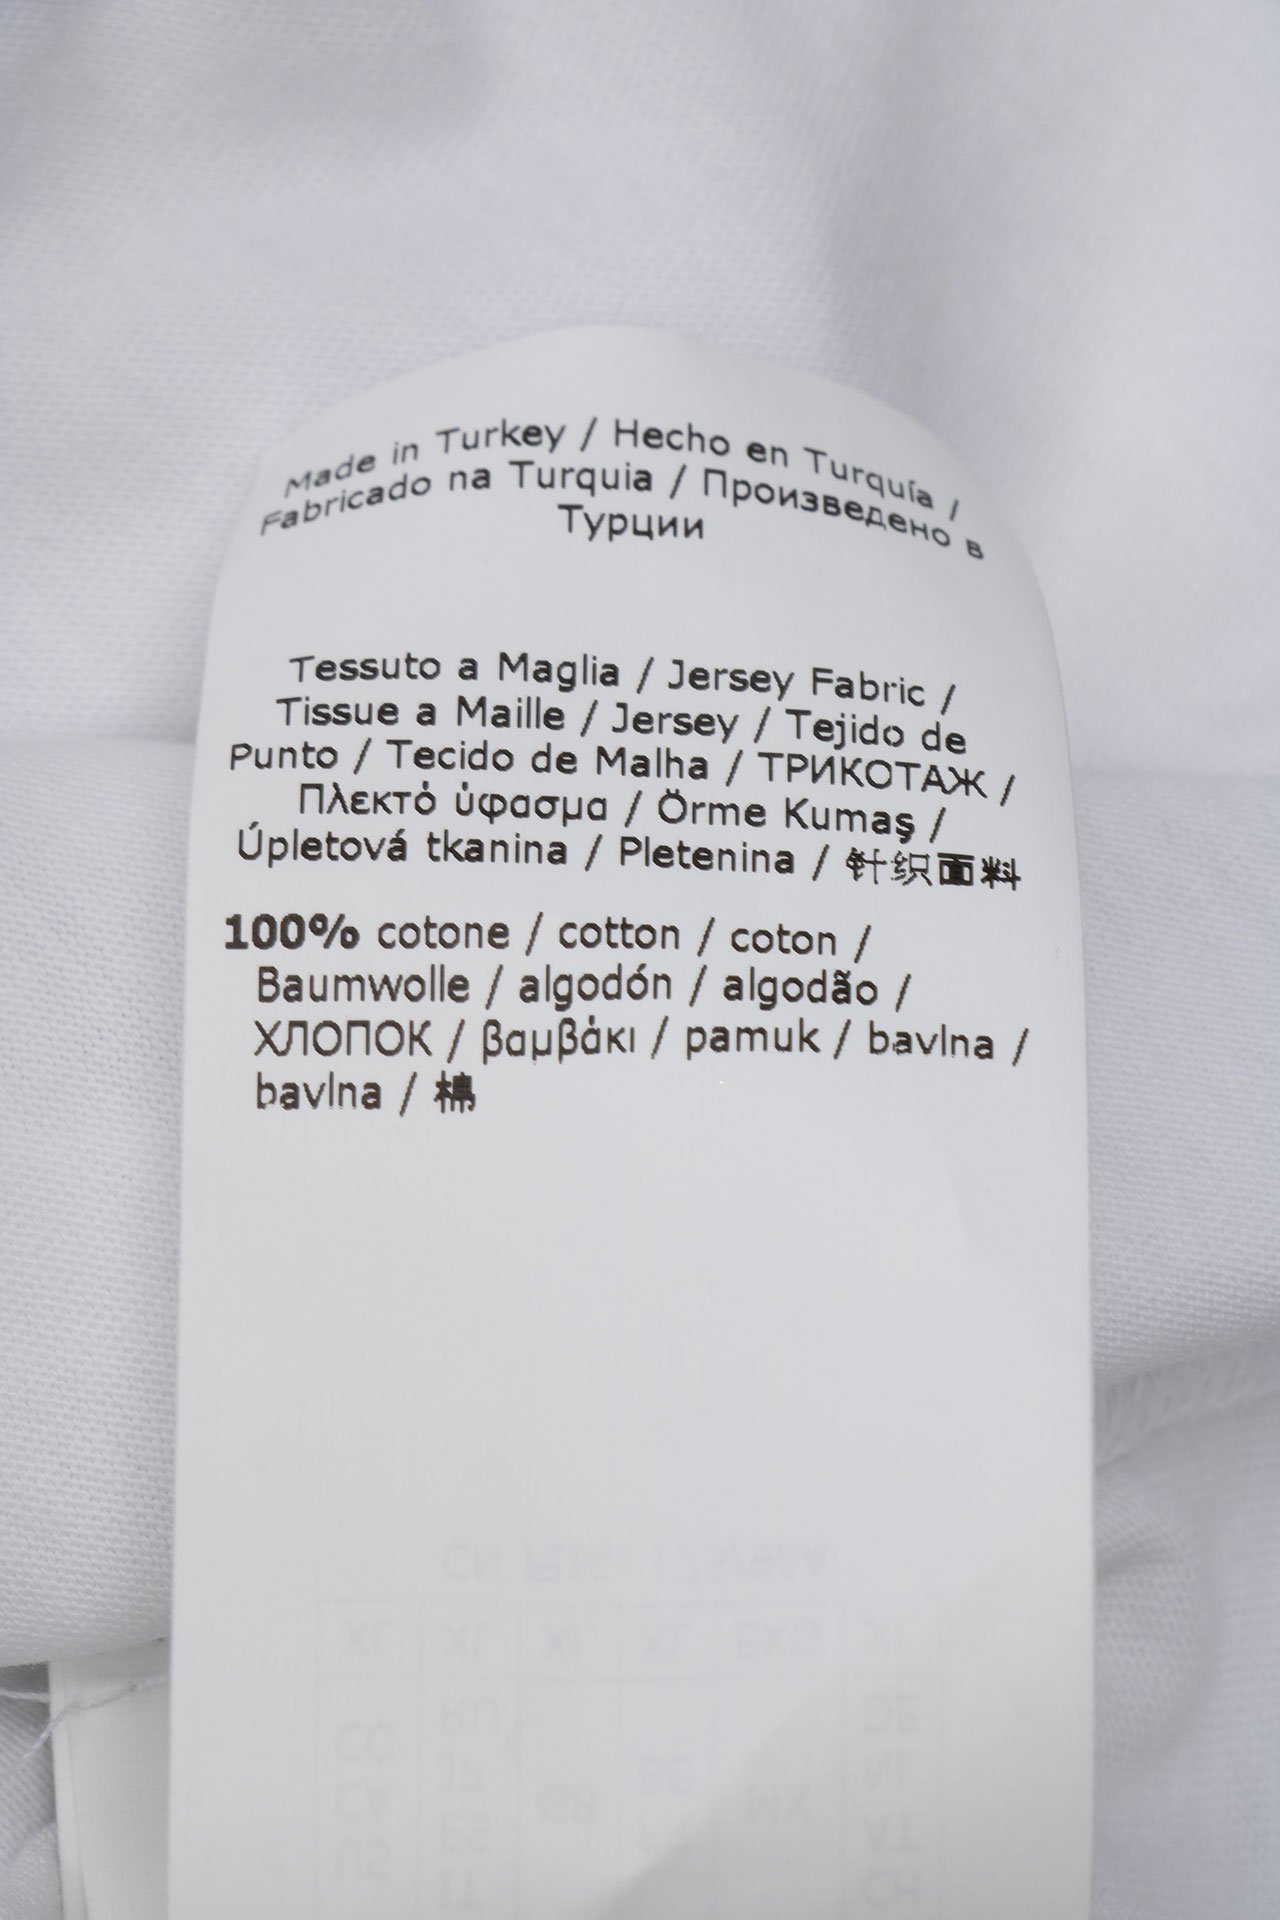 Made in Turkey / Hecho en Turquía /
Fabricado na Turquia / Произведено в
Турции
Tessuto a Maglia / Jersey Fabric /
Tissue a Maille / Jersey / Tejido de
Punto / Tecido de Malha / ТРИКОТАЖ /
Πλεκτό ύφασμα / Örme Kumaş /
Úpletová tkanina / Pletenina / 针织面料
100% cotone / cotton / coton /
Baumwolle / algodón / algodão /
ХЛОПОК / βαμβάκι / pamuk / bavlna /
bavlna / 棉